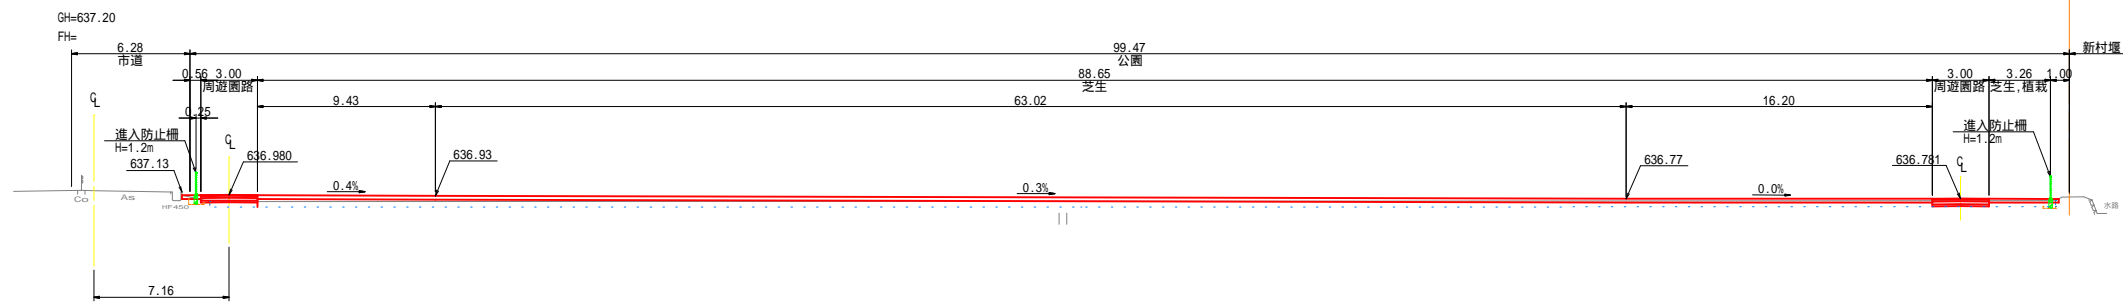 GH=637.20
FH=
6.28
市道
99.47
公園
新村堰
0.56
3.00
周遊園路
88.65
芝生
3.00
周遊園路
3.26
芝生,植栽
1.00
0.25
9.43
63.02
16.20
℄
進入防止柵
H=1.2m
637.13
℄
636.980
636.93
636.77
636.781
℄
進入防止柵
H=1.2m
0.4%
0.3%
0.0%
Co
As
HF450
水路
7.16